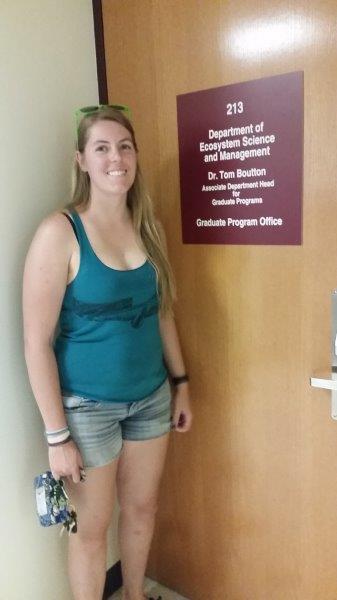 213
Department of
Ecosystem Science
and Management
Dr. Tom Boutton
Associate Department Head
for
Graduate Programs
Graduate Program Office